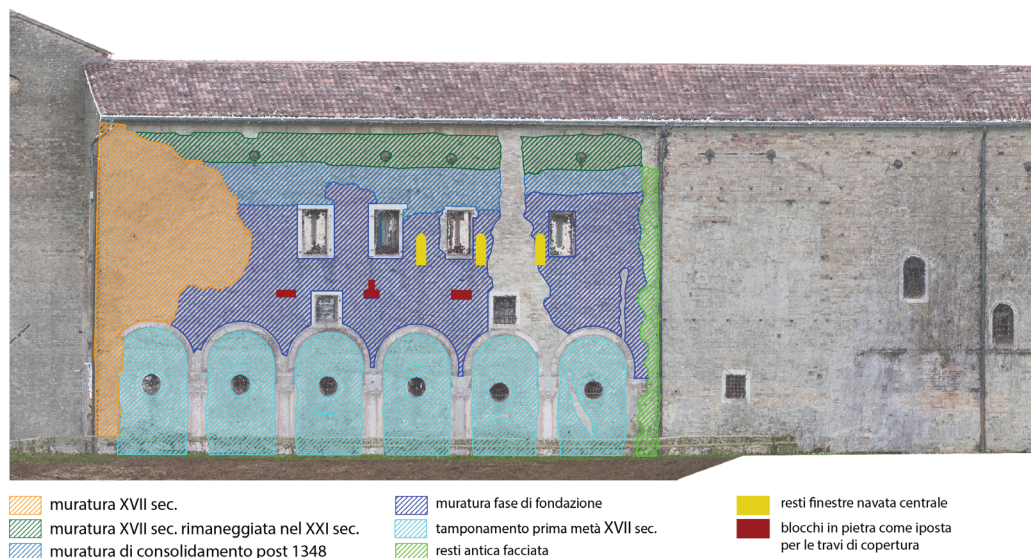 muratura XVII sec.
muratura XVII sec. rimaneggiata nel XXI sec.
muratura di consolidamento post 1348
muratura fase di fondazione
tamponamento prima metà XVII sec.
resti antica facciata
resti finestre navata centrale
blocchi in pietra come iposta
per le travi di copertura